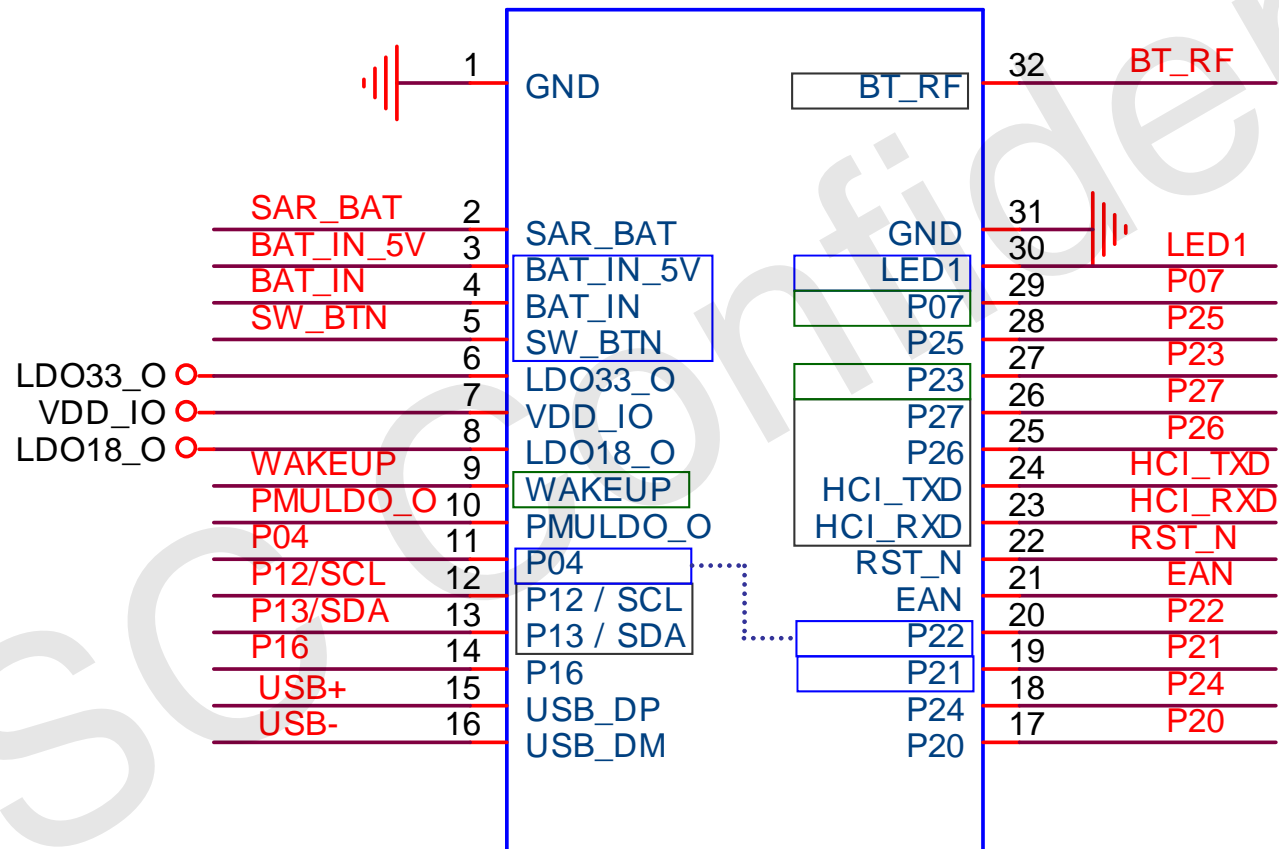 1 GND BT_RF 32 BT_RF
SAR_BAT 2 SAR_BAT GND 31
BAT_IN_5V 3 BAT_IN_5V LED1 30 LED1
BAT_IN 4 BAT_IN P07 29 P07
SW_BTN 5 SW_BTN P25 28 P25
LDO33_O 6 LDO33_O P23 27 P23
VDD_IO 7 VDD_IO P27 26 P27
LDO18_O 8 LDO18_O P26 25 P26
WAKEUP 9 WAKEUP HCI_TXD 24 HCI_TXD
PMULDO_O 10 PMULDO_O HCI_RXD 23 HCI_RXD
P04 11 P04 RST_N 22 RST_N
P12/SCL 12 P12 / SCL EAN 21 EAN
P13/SDA 13 P13 / SDA P22 20 P22
P16 14 P16 P21 19 P21
USB+ 15 USB_DP P24 18 P24
USB- 16 USB_DM P20 17 P20
SC Confider